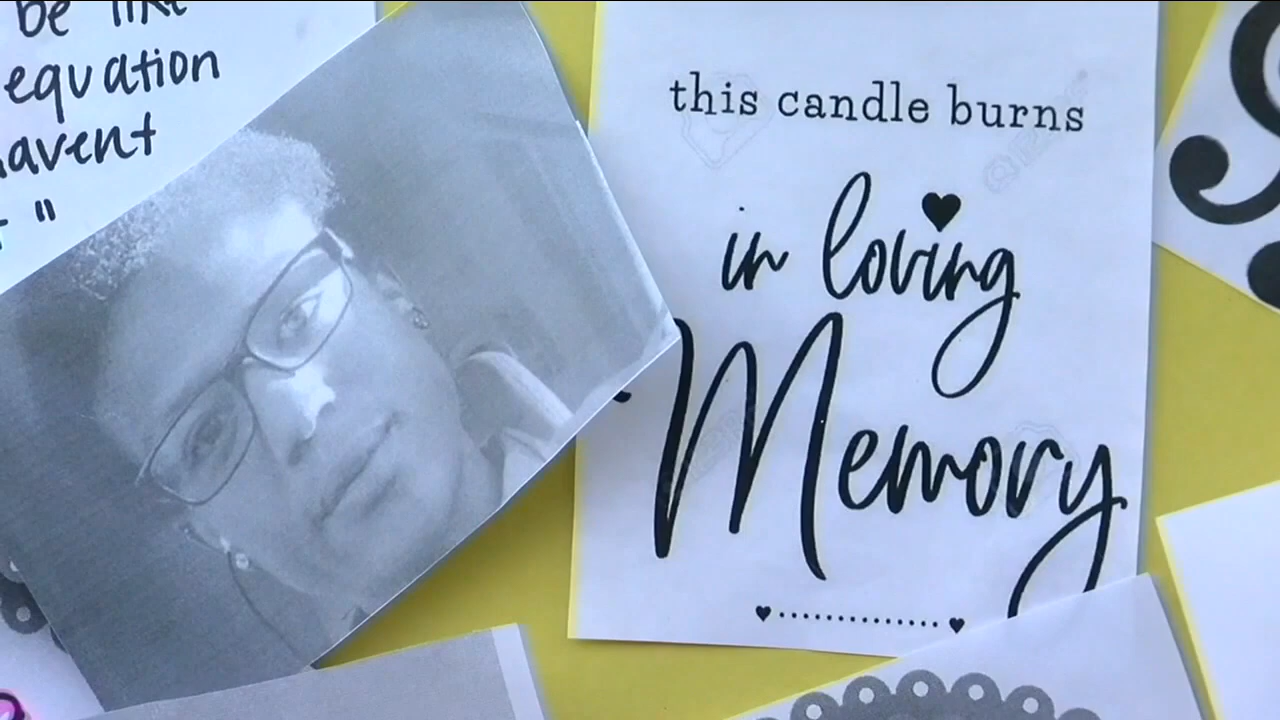 be like
equation
havent
"
this candle burns
in loving
Memory